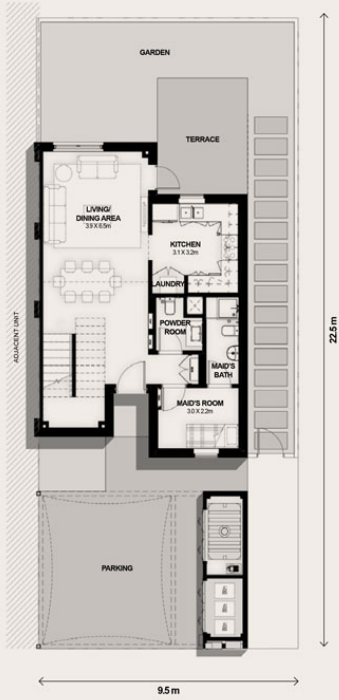 GARDEN
TERRACE
LIVING/
DINING AREA
3.9 X 6.5m
KITCHEN
3.1 X 3.2m
LAUNDRY
POWDER
ROOM
MAID'S
BATH
MAID'S ROOM
3.0 X 2.2m
ADJACENT UNIT
22.5 m
PARKING
9.5 m